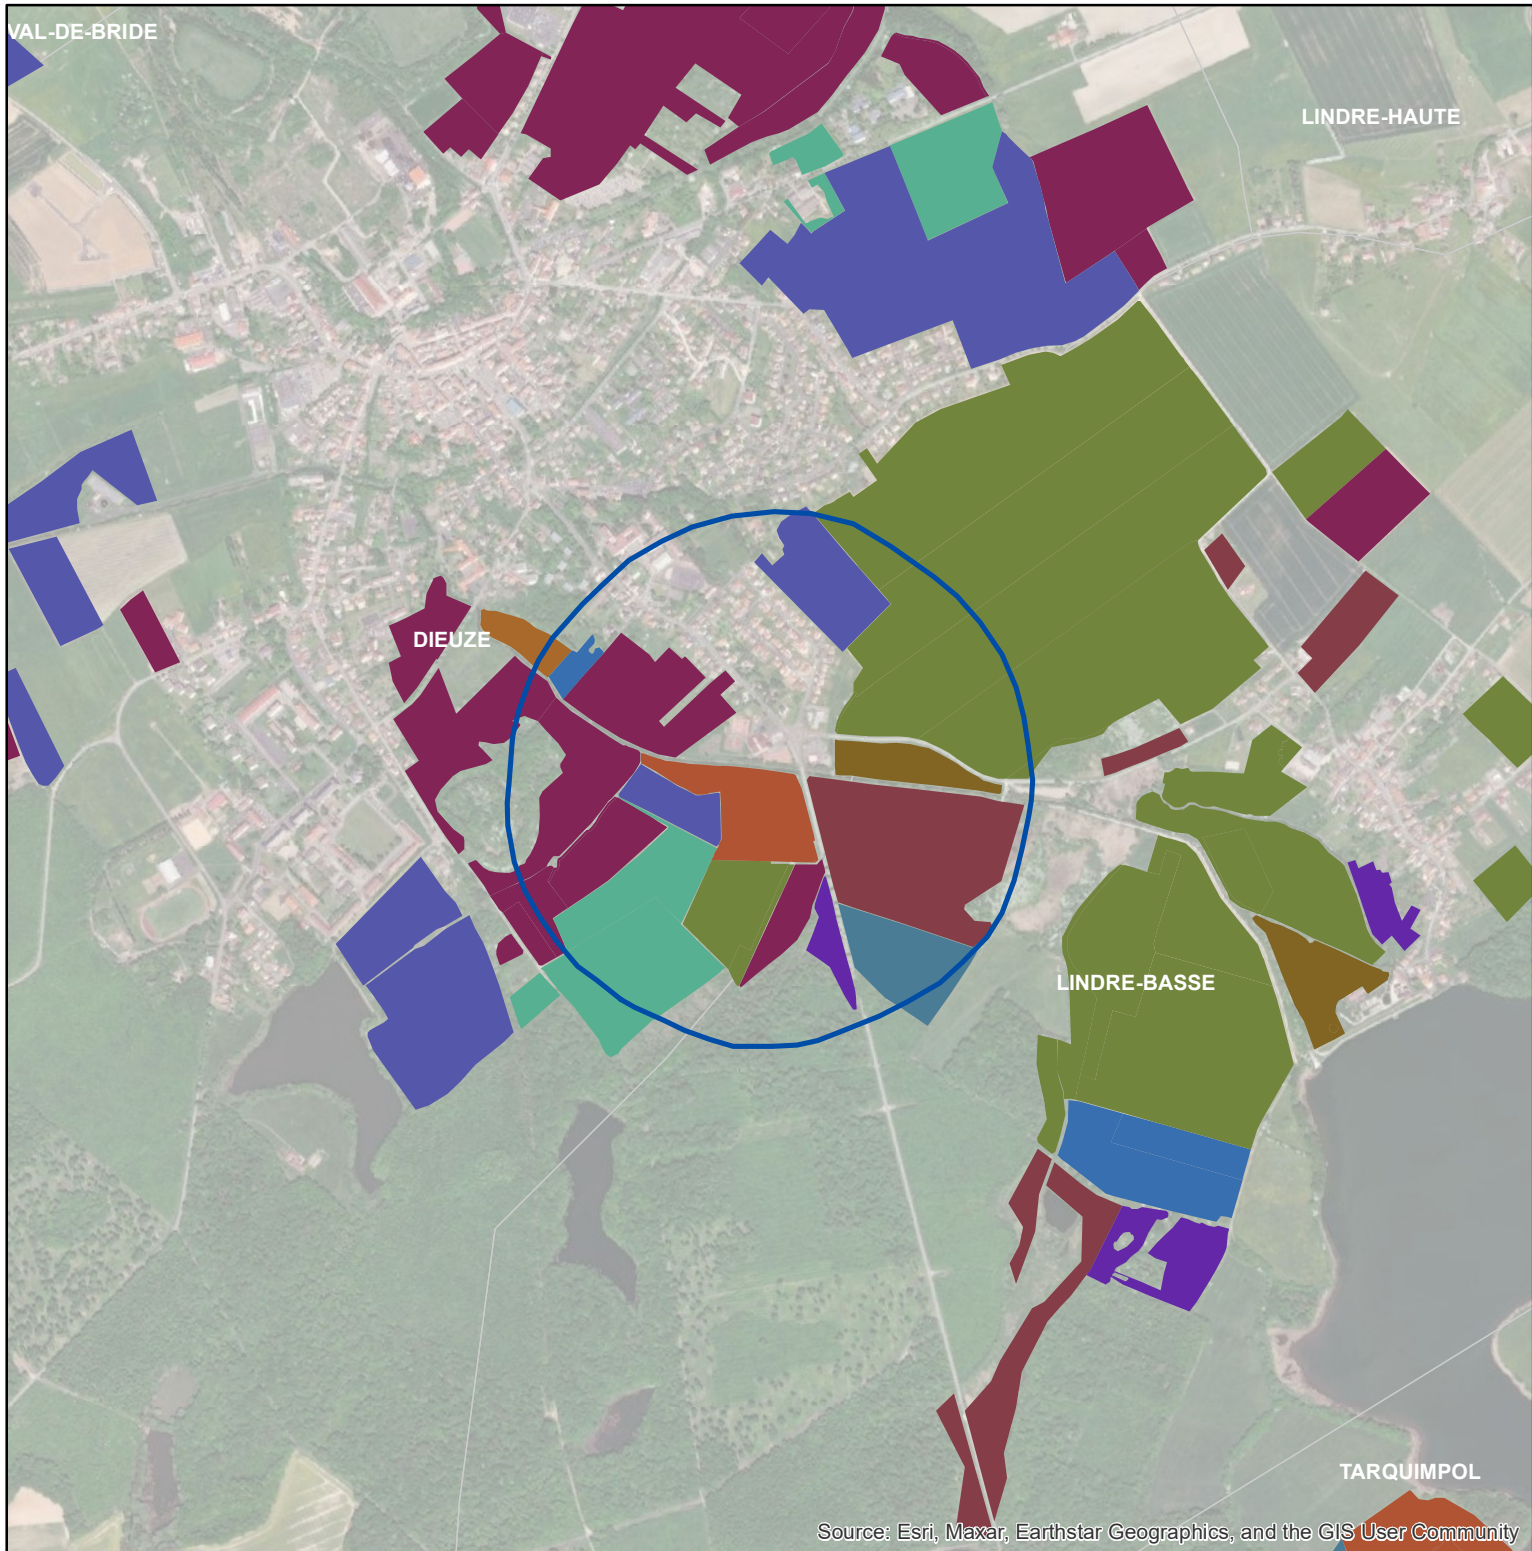 VAL-DE-BRIDE
LINDRE-HAUTE
DIEUZE
LINDRE-BASSE
TARQUIMPOL
Source: Esri, Maxar, Earthstar Geographics, and the GIS User Community